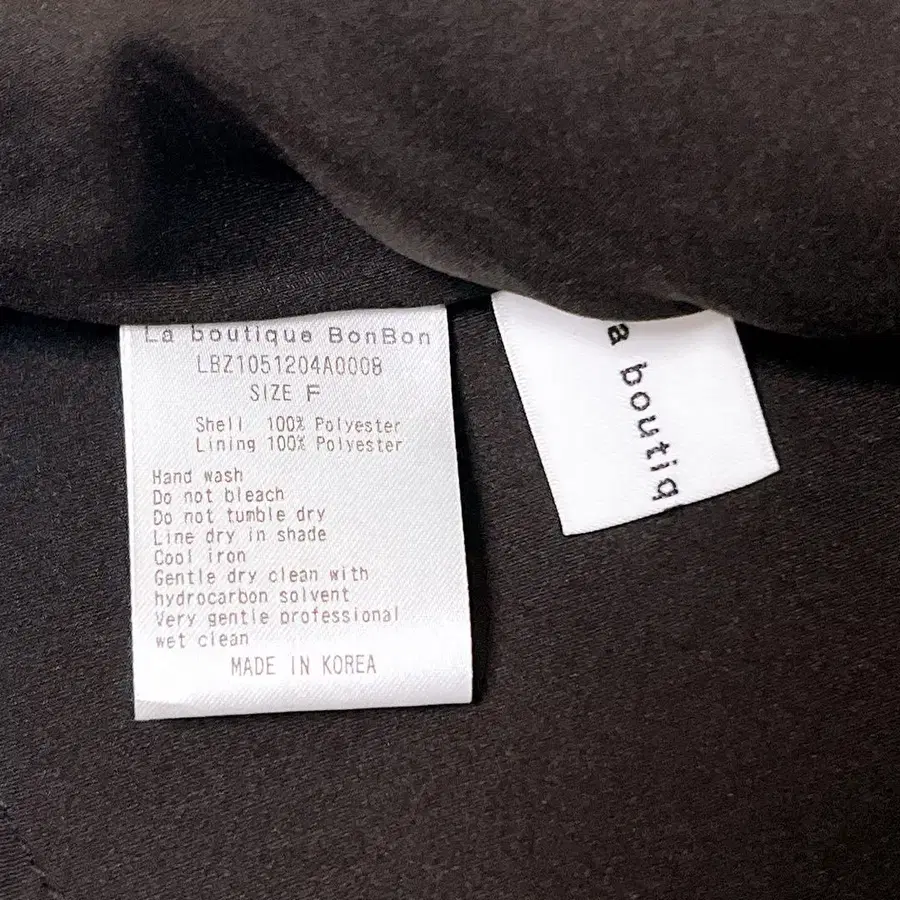 La boutique BonBon
LBZ1051204A0008
SIZE F
Shell 100% Polyester
Lining 100% Polyester
Hand wash
Do not bleach
Do not tumble dry
Line dry in shade
Cool iron
Gentle dry clean with
hydrocarbon solvent
Very gentle professional
wet clean
MADE IN KOREA
a boutiq